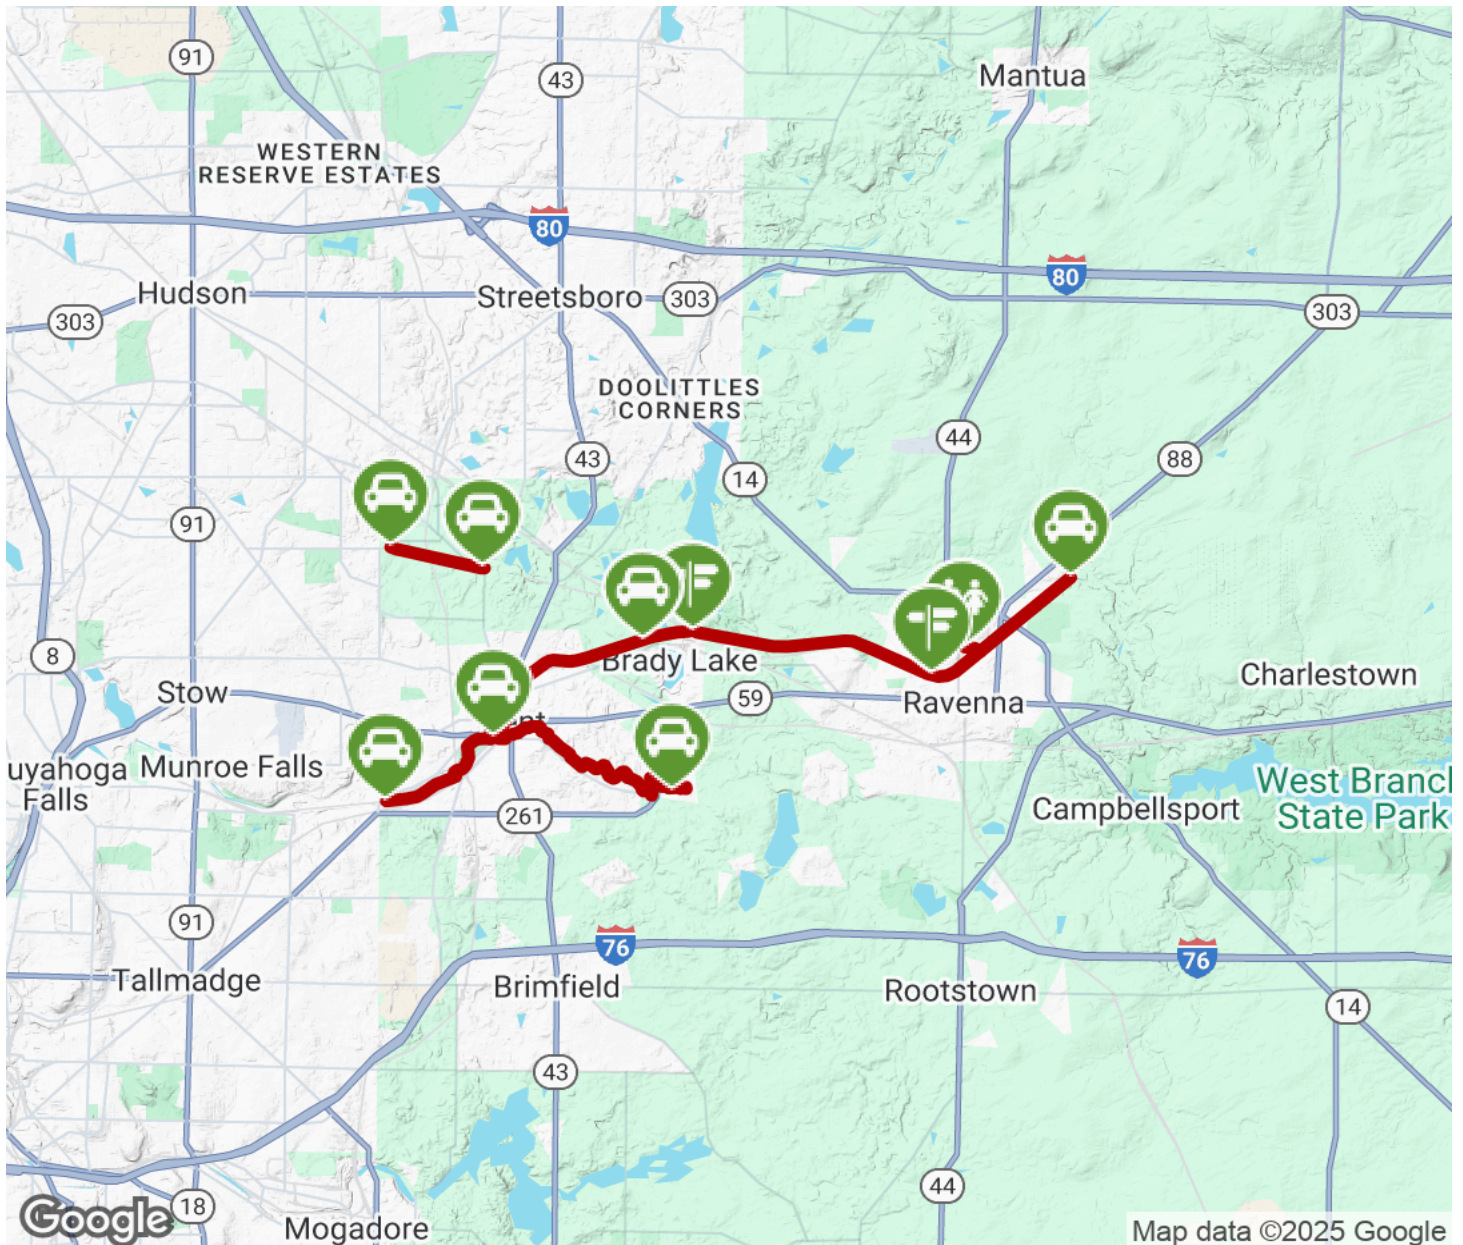 91
43
Mantua
WESTERN
RESERVE ESTATES
80
80
Hudson
Streetsboro
303
303
303
DOOLITTLES
CORNERS
44
43
88
14
91
8
Stow
Brady Lake
59
Ravenna
Charlestown
uyahoga
Falls
Munroe Falls
261
Campbellsport
West Branc
State Park
91
76
76
Tallmadge
Brimfield
Rootstown
14
43
44
18
Mogadore
Google
Map data ©2025 Google